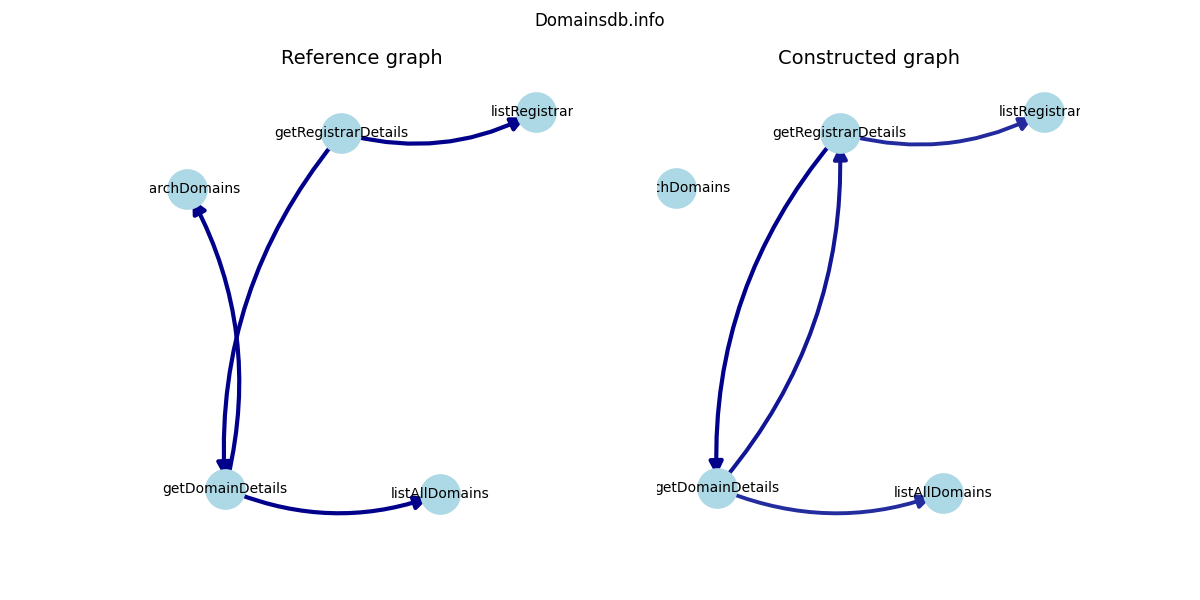 Domainsdb.info
Reference graph
listRegistrar
getRegistrarDetails
archDomains
getDomainDetails
listAllDomains
Constructed graph
listRegistrar
getRegistrarDetails
chDomains
getDomainDetails
listAllDomains